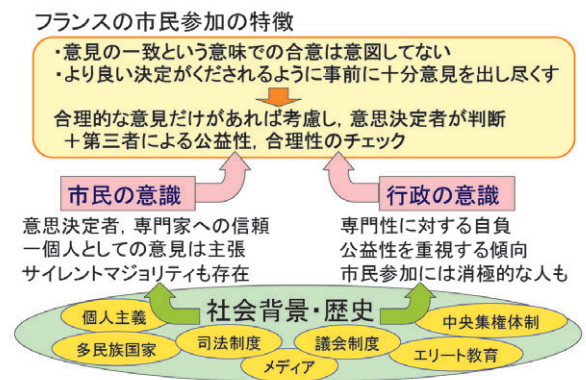 フランスの市民参加の特徴
・意見の一致という意味での合意は意図してない
・より良い決定がくだされるように事前に十分意見を出し尽くす
合理的な意見だけがあれば考慮し，意思決定者が判断
＋第三者による公益性，合理性のチェック
市民の意識
意思決定者，専門家への信頼
一個人としての意見は主張
サイレントマジョリティも存在
行政の意識
専門性に対する自負
公益性を重視する傾向
市民参加には消極的な人も
社会背景・歴史
個人主義
中央集権体制
多民族国家
司法制度
議会制度
エリート教育
メディア